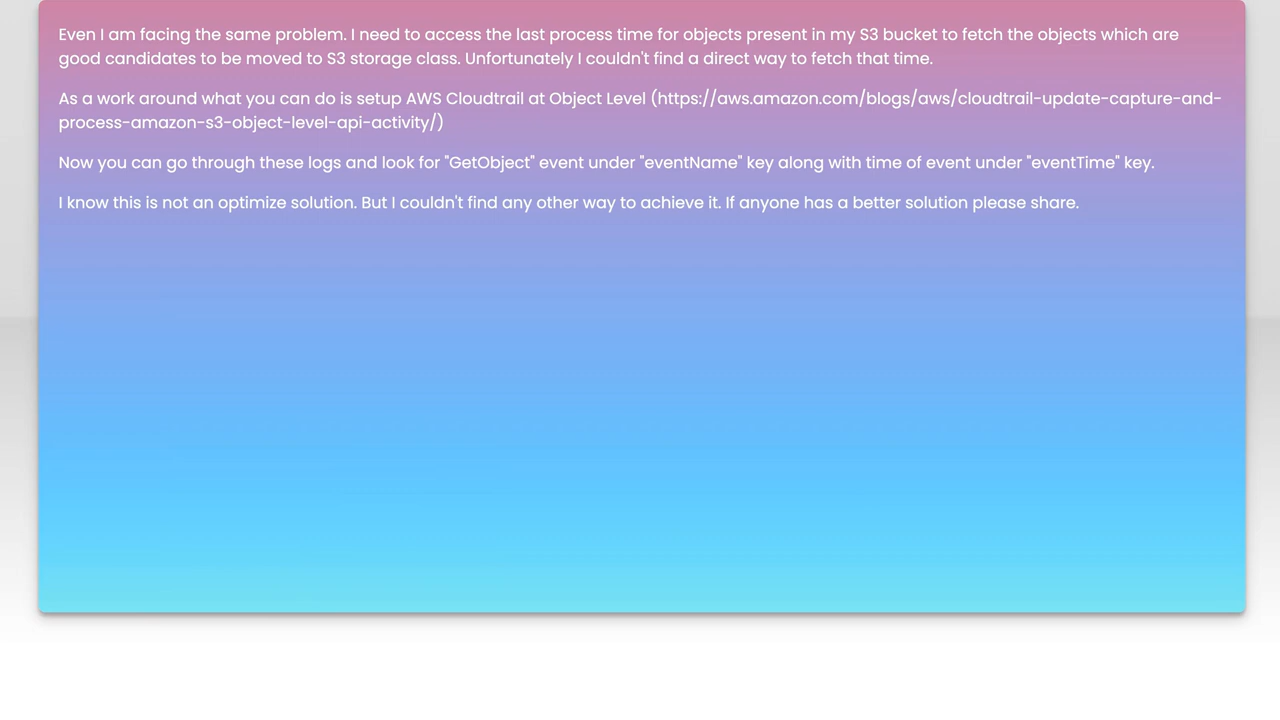 Even I am facing the same problem. I need to access the last process time for objects present in my S3 bucket to fetch the objects which are
good candidates to be moved to S3 storage class. Unfortunately I couldn't find a direct way to fetch that time.
As a work around what you can do is setup AWS Cloudtrail at Object Level (https://aws.amazon.com/blogs/aws/cloudtrail-update-capture-and-
process-amazon-s3-object-level-api-activity/)
Now you can go through these logs and look for "GetObject" event under "eventName" key along with time of event under "eventTime" key.
I know this is not an optimize solution. But I couldn't find any other way to achieve it. If anyone has a better solution please share.